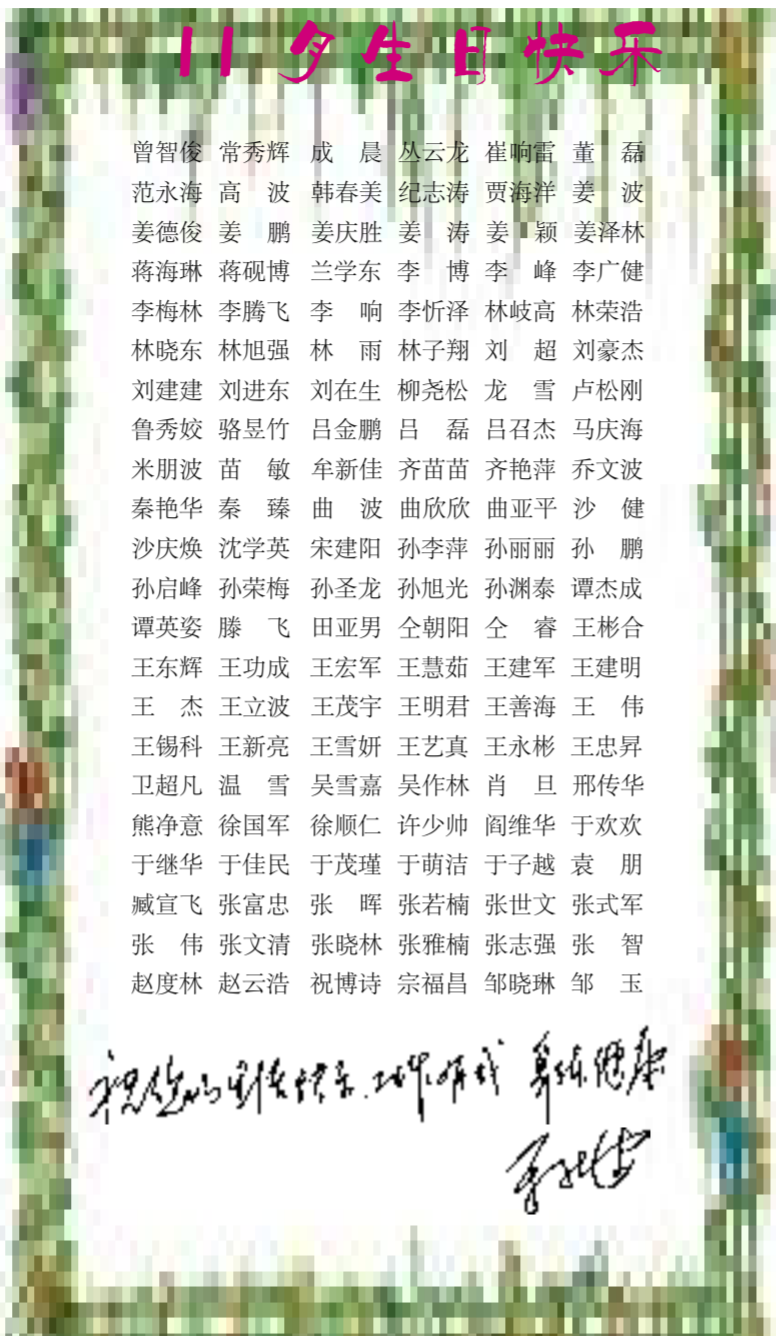 11月生日快乐
曾智俊 常秀辉 成　晨 丛云龙 崔响雷 董　磊
范永海 高　波 韩春美 纪志涛 贾海洋 姜　波
姜德俊 姜　鹏 姜庆胜 姜　涛 姜　颖 姜泽林
蒋海琳 蒋砚博 兰学东 李　博 李　峰 李广健
李梅林 李腾飞 李　响 李忻泽 林岐高 林荣浩
林晓东 林旭强 林　雨 林子翔 刘　超 刘豪杰
刘建建 刘进东 刘在生 柳尧松 龙　雪 卢松刚
鲁秀姣 骆昱竹 吕金鹏 吕　磊 吕召杰 马庆海
米朋波 苗　敏 牟新佳 齐苗苗 齐艳萍 乔文波
秦艳华 秦　臻 曲　波 曲欣欣 曲亚平 沙　健
沙庆焕 沈学英 宋建阳 孙李萍 孙丽丽 孙　鹏
孙启峰 孙荣梅 孙圣龙 孙旭光 孙渊泰 谭杰成
谭英姿 滕　飞 田亚男 仝朝阳 仝　睿 王彬合
王东辉 王功成 王宏军 王慧茹 王建军 王建明
王　杰 王立波 王茂宇 王明君 王善海 王　伟
王锡科 王新亮 王雪妍 王艺真 王永彬 王忠昇
卫超凡 温　雪 吴雪嘉 吴作林 肖　旦 邢传华
熊净意 徐国军 徐顺仁 许少帅 阎维华 于欢欢
于继华 于佳民 于茂瑾 于萌洁 于子越 袁　朋
臧宣飞 张富忠 张　晖 张若楠 张世文 张式军
张　伟 张文清 张晓林 张雅楠 张志强 张　智
赵度林 赵云浩 祝博诗 宗福昌 邹晓琳 邹　玉
祝您的生活快乐.工作有成 身体健康